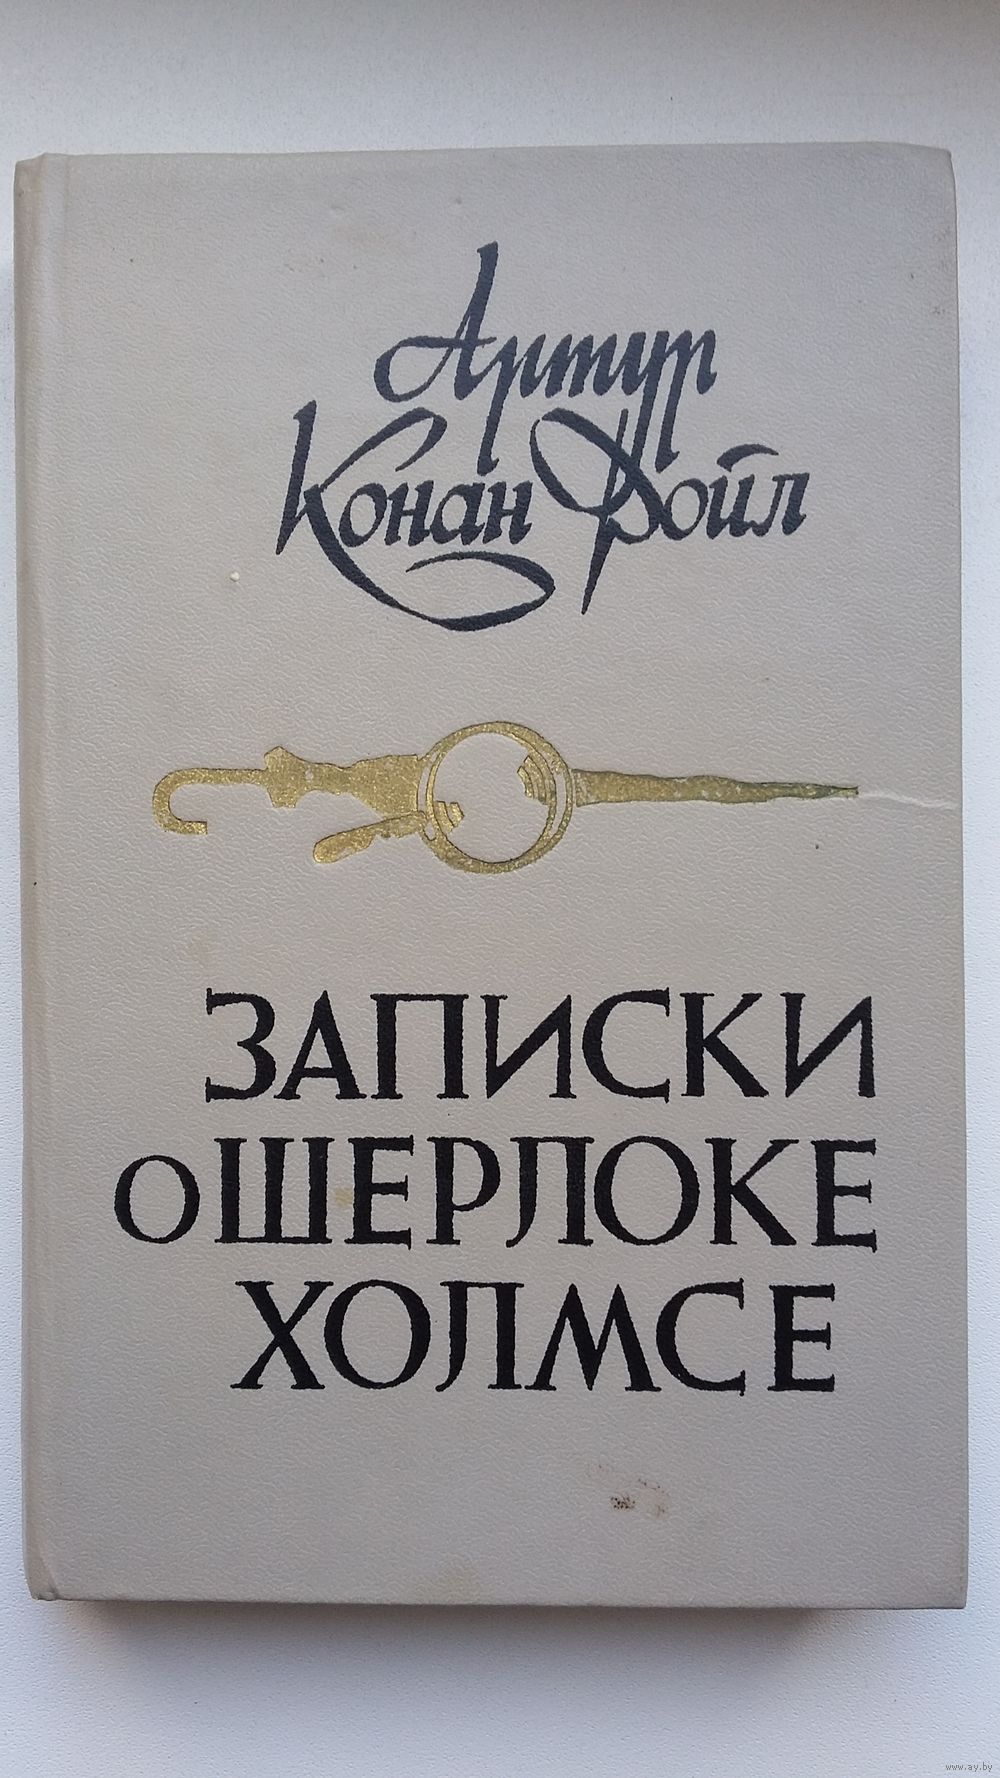 Артур
Конан Дойл
ЗАПИСКИ
О ШЕРЛОКЕ
ХОЛМСЕ
www.ay.by